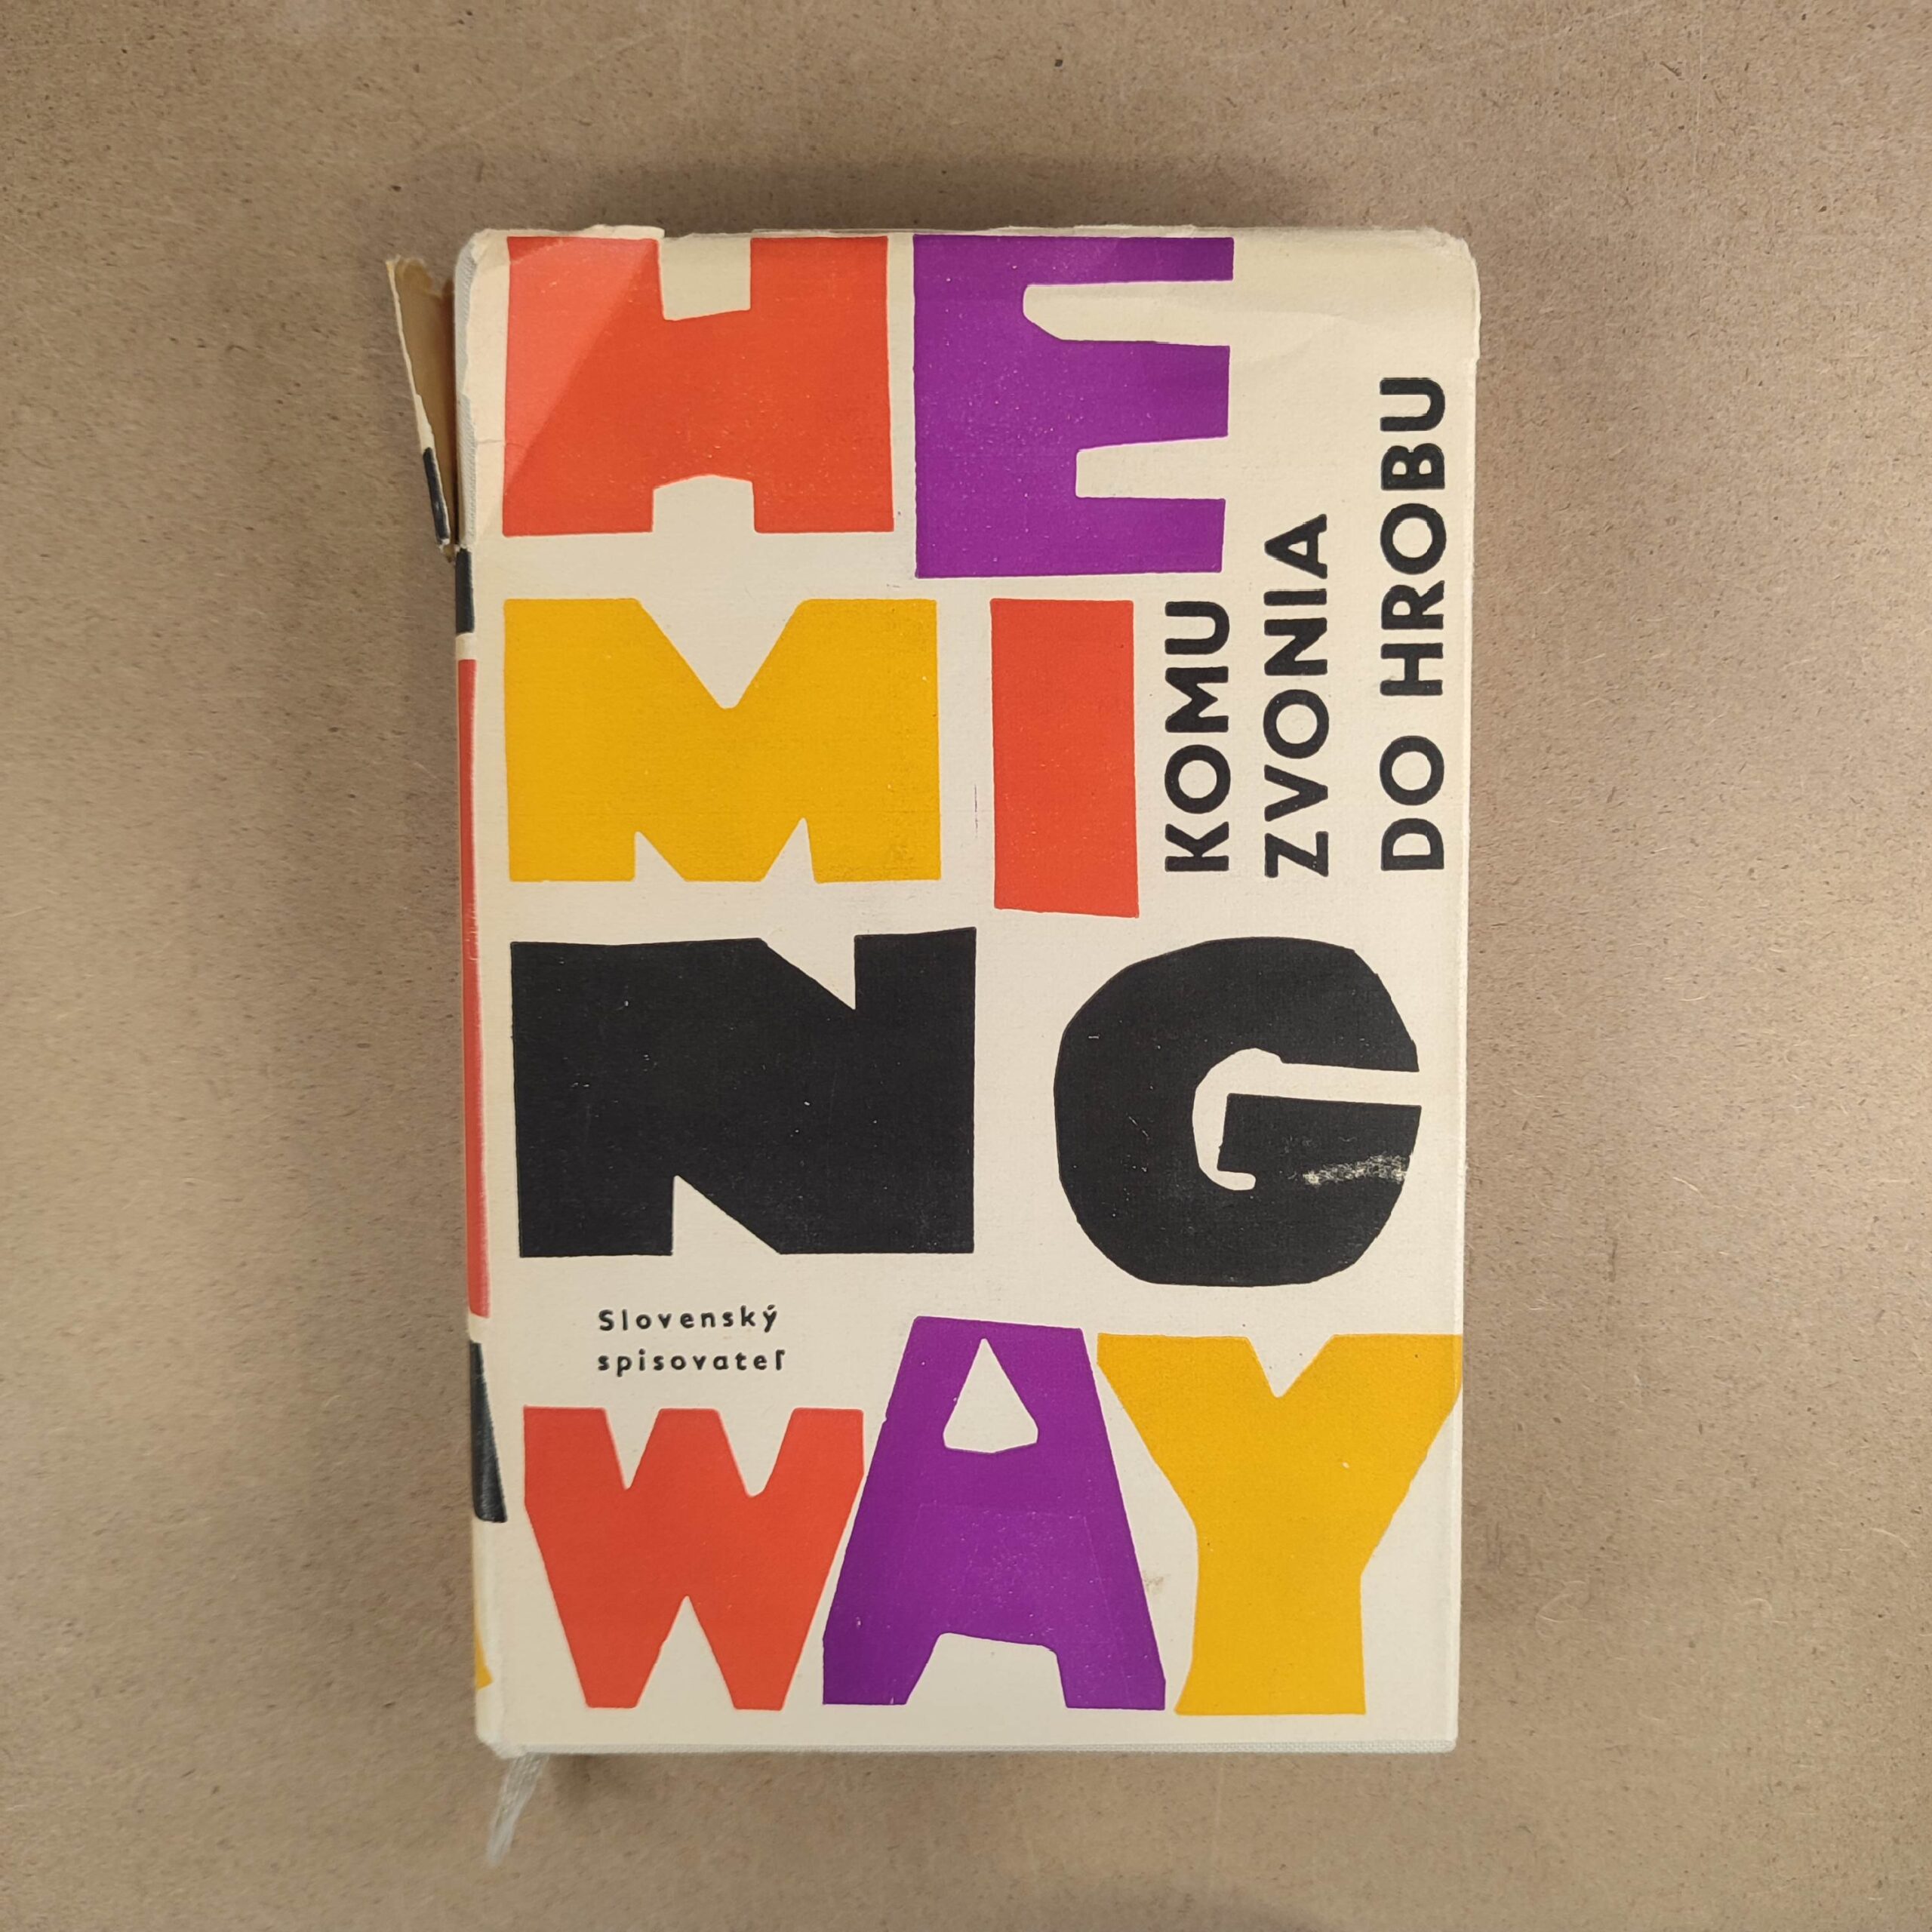 HE
MI
NG
WAY
KOMU
ZVONIA
DO HROBU
Slovenský
spisovateľ